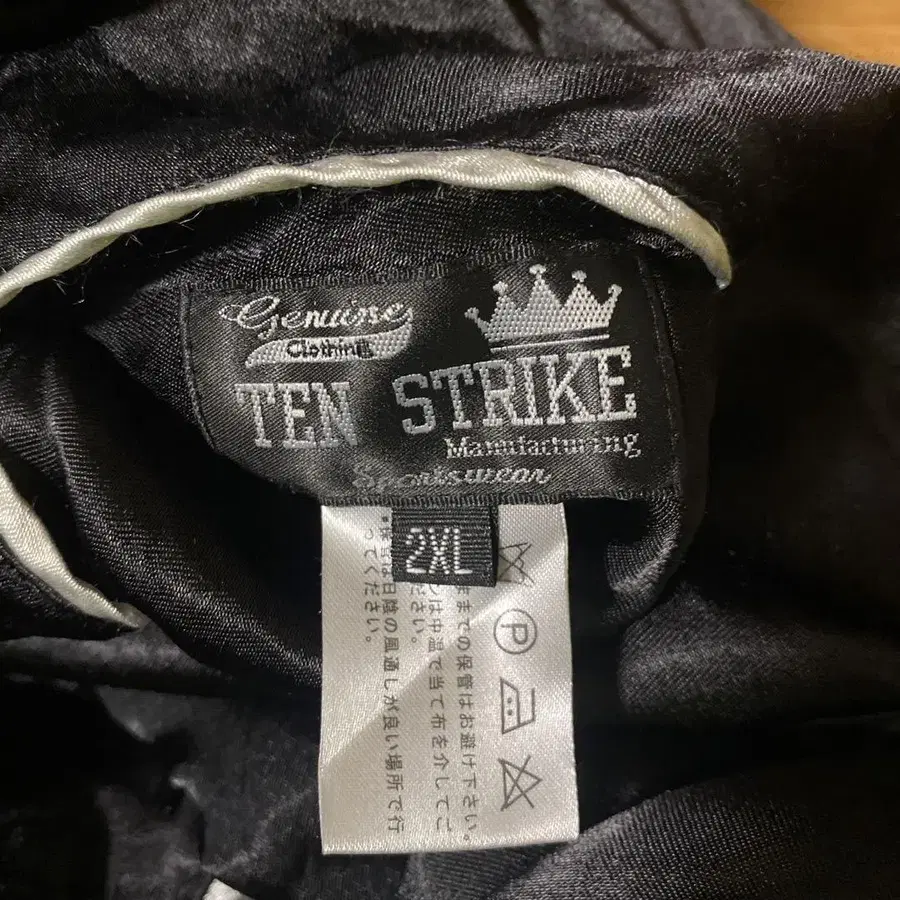 Genuine
Clothing
TEN STRIKE
Manufacturing
Sportswear
2XL
P
ままでの保管はお避け下さい。
は中温で当て布を介してご
ださい。
は日陰の風通しが良い場所で行
ってください。